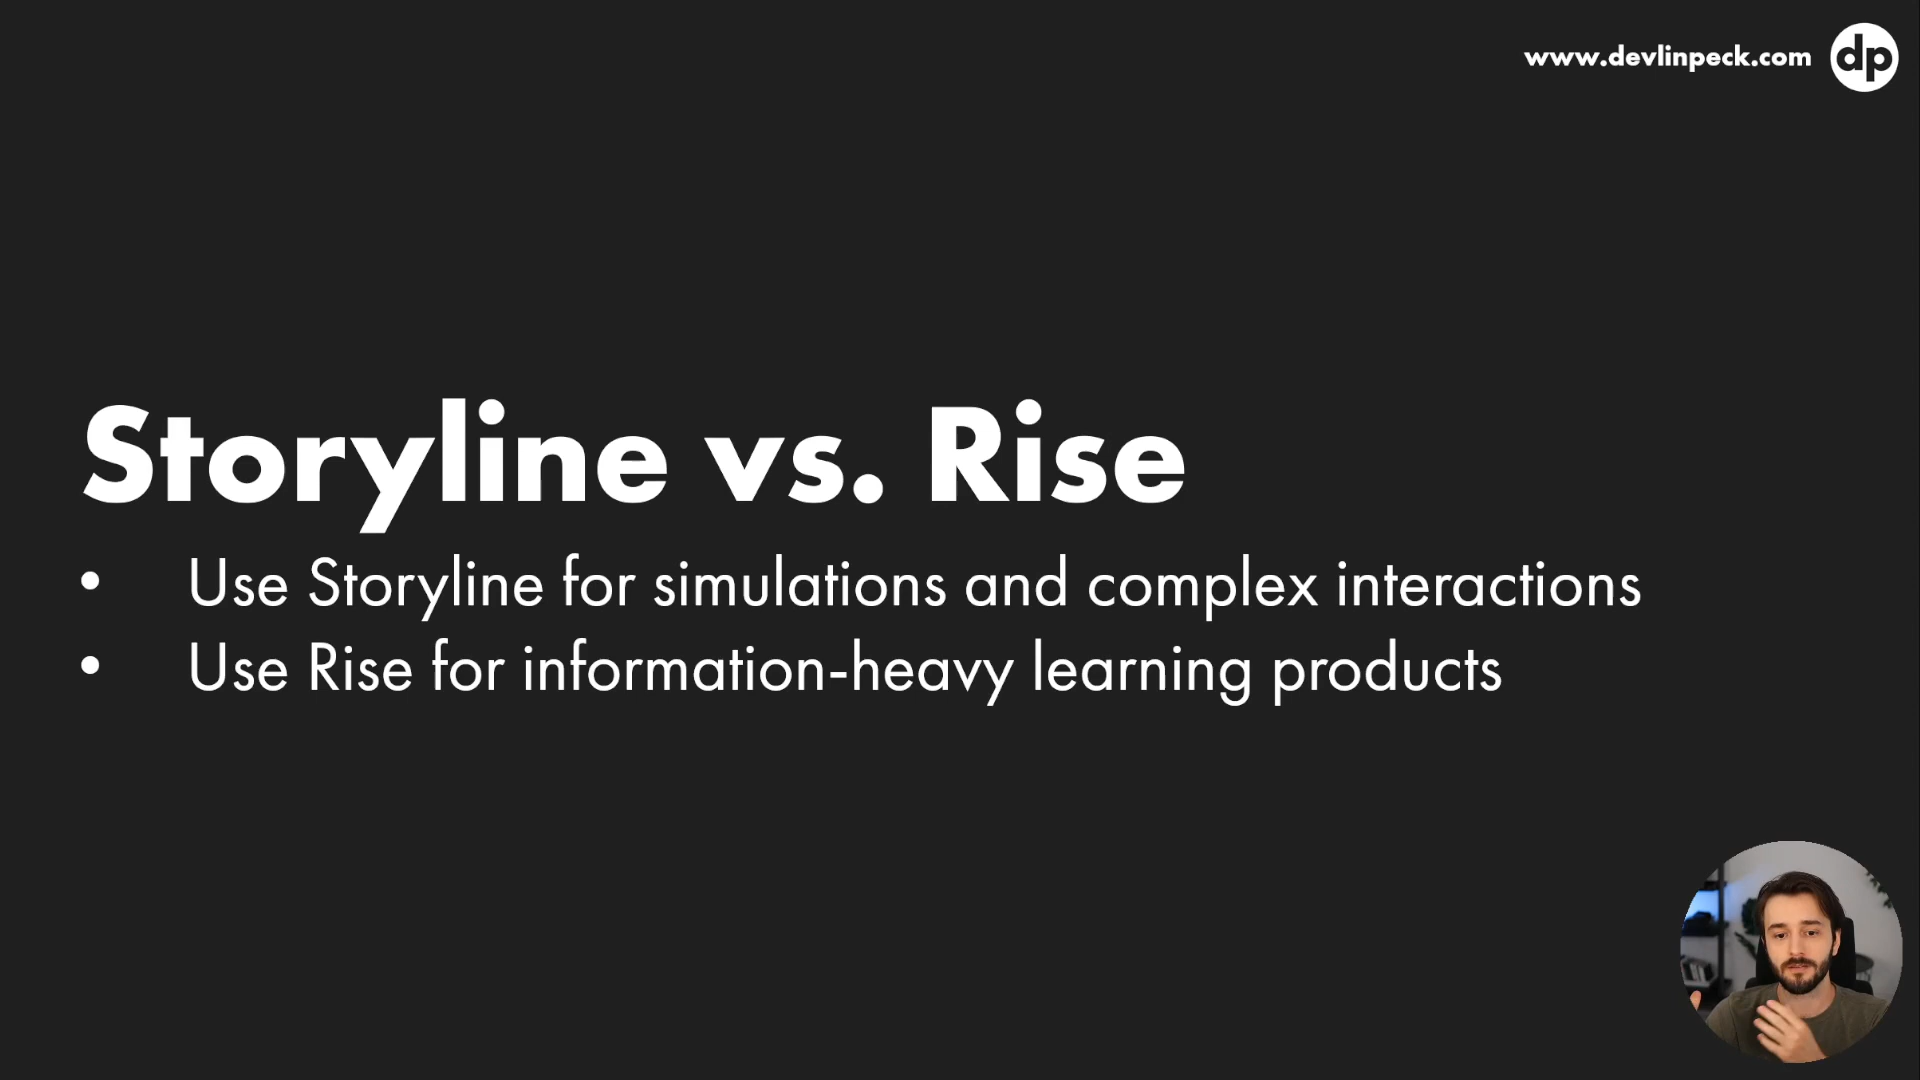 www.devlinpeck.com dp
Storyline vs. Rise
• Use Storyline for simulations and complex interactions
• Use Rise for information-heavy learning products